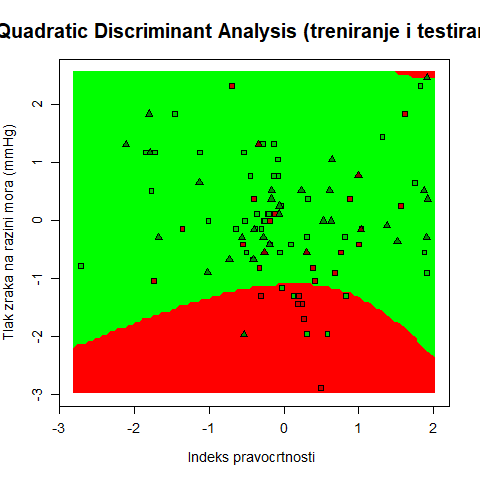 Quadratic Discriminant Analysis (treniranje i testiran
Tlak zraka na razini mora (mmHg)
2
1
0
-1
-2
-3
-3 -2 -1 0 1 2
Indeks pravocrtnosti